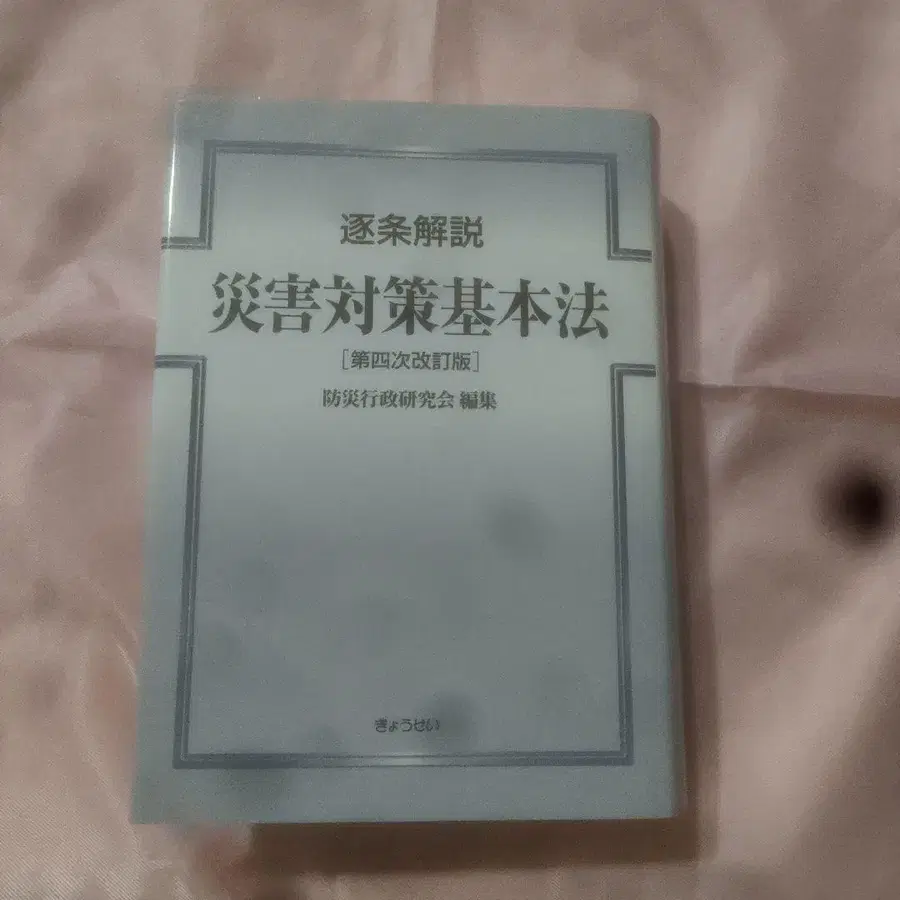 逐条解説
災害対策基本法
[第四次改訂版]
防災行政研究会 編集
ぎょうせい